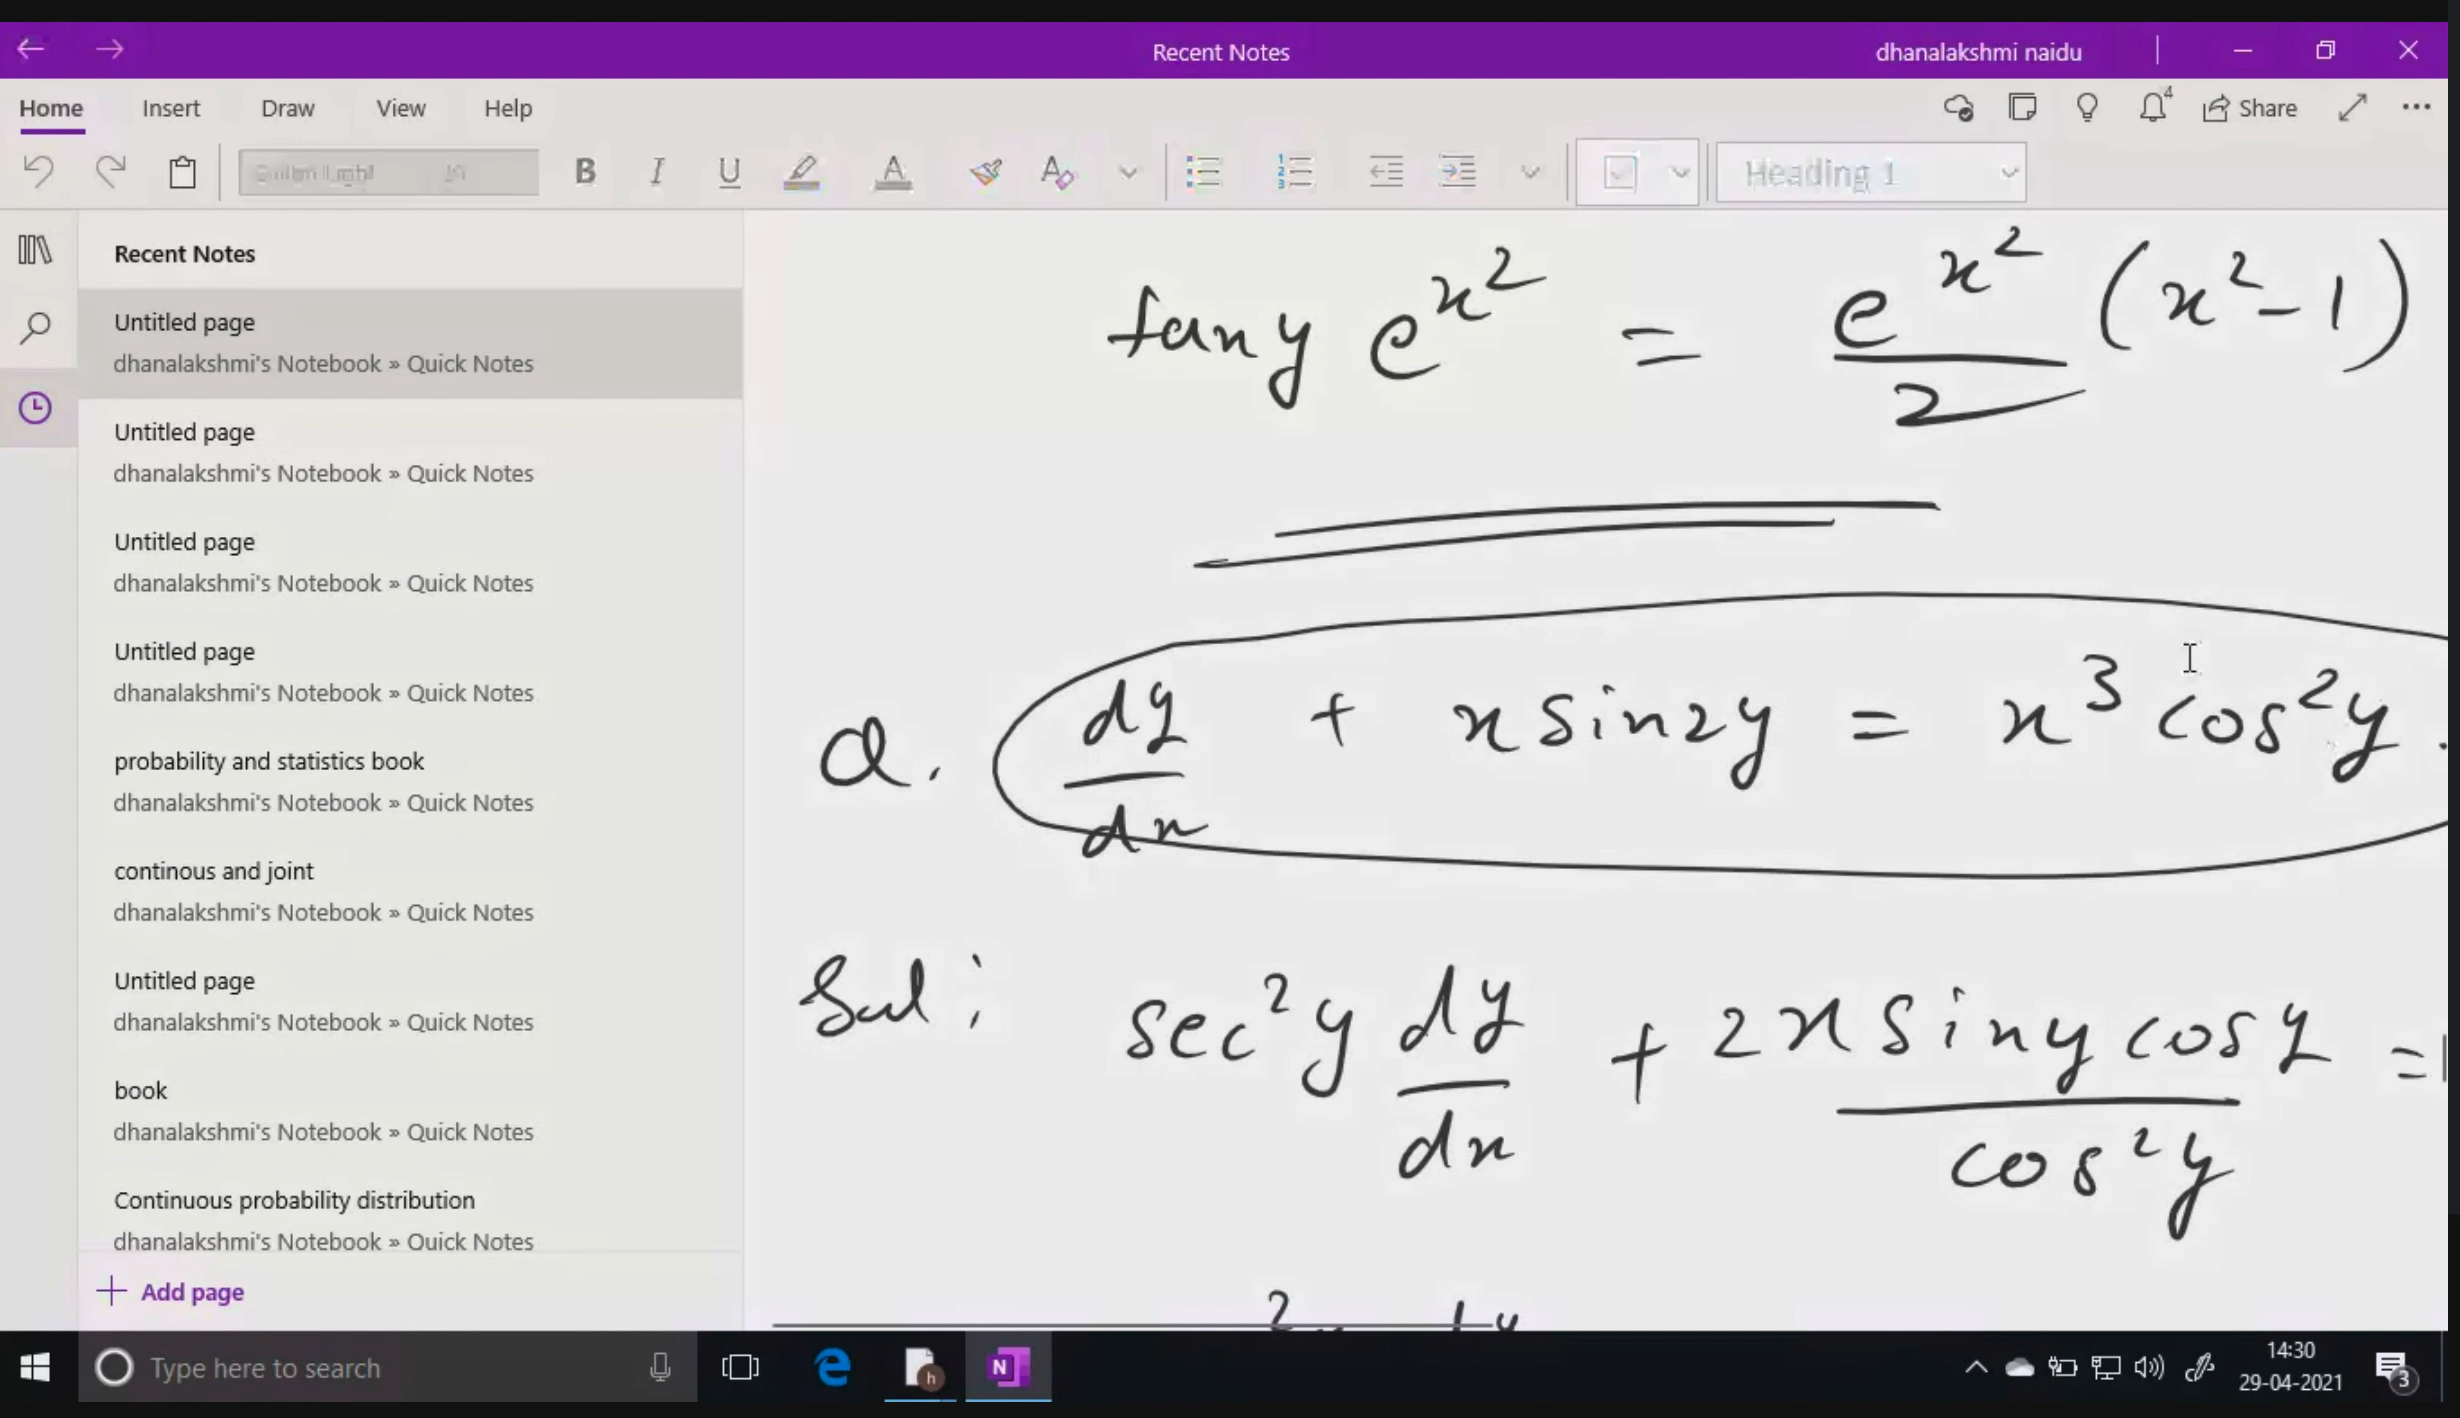 Recent Notes
dhanalakshmi naidu
Home Insert Draw View Help
4
Share
Heading 1
Recent Notes
Untitled page
dhanalakshmi's Notebook » Quick Notes
Untitled page
dhanalakshmi's Notebook » Quick Notes
Untitled page
dhanalakshmi's Notebook » Quick Notes
Untitled page
dhanalakshmi's Notebook » Quick Notes
probability and statistics book
dhanalakshmi's Notebook » Quick Notes
continous and joint
dhanalakshmi's Notebook » Quick Notes
Untitled page
dhanalakshmi's Notebook » Quick Notes
book
dhanalakshmi's Notebook » Quick Notes
Continuous probability distribution
dhanalakshmi's Notebook » Quick Notes
Add page
tany e^x² = e^x²/2 (x²-1)
Q. dy/dx + x sin2y = x³ cos²y.
Sol: sec²y dy/dx + 2x siny cosy/cos²y =
Type here to search
14:30
29-04-2021
3